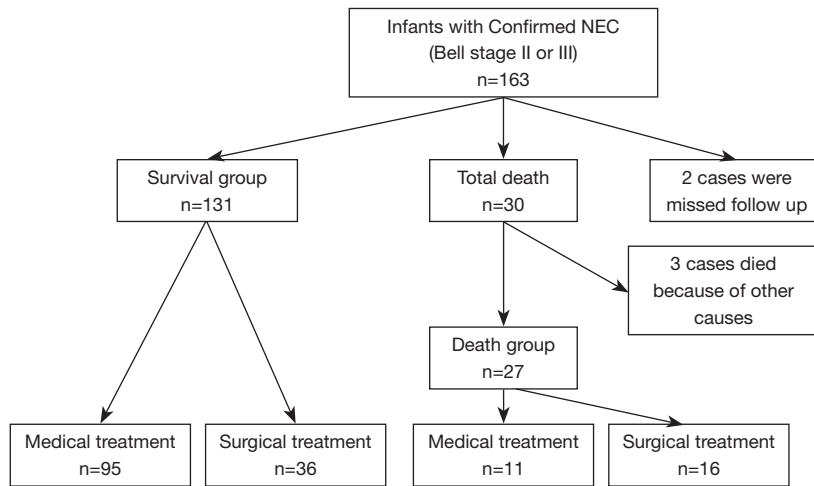 Infants with Confirmed NEC
(Bell stage II or III)
n=163
Survival group
n=131
Total death
n=30
2 cases were
missed follow up
3 cases died
because of other
causes
Death group
n=27
Medical treatment
n=95
Surgical treatment
n=36
Medical treatment
n=11
Surgical treatment
n=16